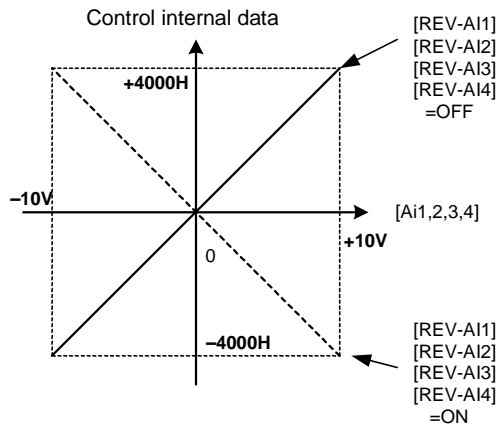 Control internal data
[REV-AI1]
[REV-AI2]
[REV-AI3]
[REV-AI4]
=OFF
+4000H
−10V
[Ai1,2,3,4]
+10V
0
−4000H
[REV-AI1]
[REV-AI2]
[REV-AI3]
[REV-AI4]
=ON